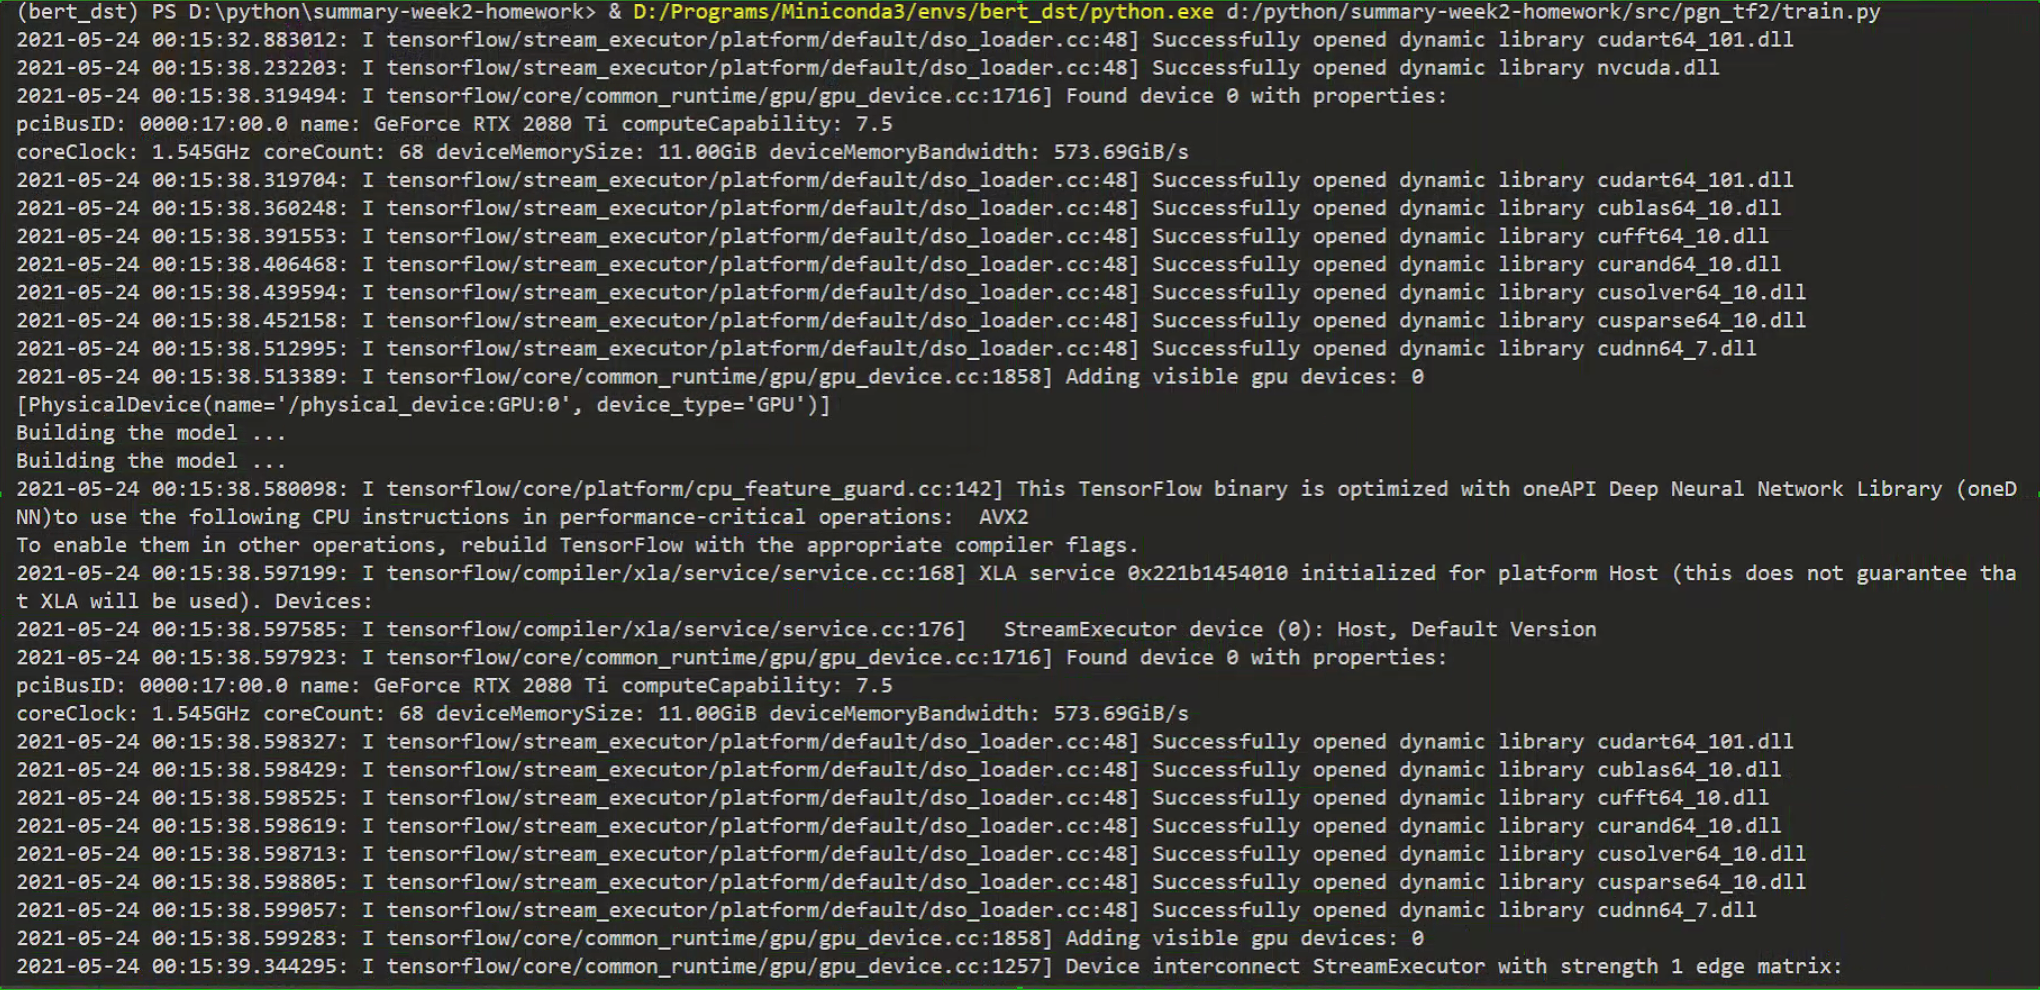 (bert_dst) PS D:\python\summary-week2-homework> & D:/Programs/Miniconda3/envs/bert_dst/python.exe d:/python/summary-week2-homework/src/pgn_tf2/train.py
2021-05-24 00:15:32.883012: I tensorflow/stream_executor/platform/default/dso_loader.cc:48] Successfully opened dynamic library cudart64_101.dll
2021-05-24 00:15:38.232203: I tensorflow/stream_executor/platform/default/dso_loader.cc:48] Successfully opened dynamic library nvcuda.dll
2021-05-24 00:15:38.319494: I tensorflow/core/common_runtime/gpu/gpu_device.cc:1716] Found device 0 with properties:
pciBusID: 0000:17:00.0 name: GeForce RTX 2080 Ti computeCapability: 7.5
coreClock: 1.545GHz coreCount: 68 deviceMemorySize: 11.00GiB deviceMemoryBandwidth: 573.69GiB/s
2021-05-24 00:15:38.319704: I tensorflow/stream_executor/platform/default/dso_loader.cc:48] Successfully opened dynamic library cudart64_101.dll
2021-05-24 00:15:38.360248: I tensorflow/stream_executor/platform/default/dso_loader.cc:48] Successfully opened dynamic library cublas64_10.dll
2021-05-24 00:15:38.391553: I tensorflow/stream_executor/platform/default/dso_loader.cc:48] Successfully opened dynamic library cufft64_10.dll
2021-05-24 00:15:38.406468: I tensorflow/stream_executor/platform/default/dso_loader.cc:48] Successfully opened dynamic library curand64_10.dll
2021-05-24 00:15:38.439594: I tensorflow/stream_executor/platform/default/dso_loader.cc:48] Successfully opened dynamic library cusolver64_10.dll
2021-05-24 00:15:38.452158: I tensorflow/stream_executor/platform/default/dso_loader.cc:48] Successfully opened dynamic library cusparse64_10.dll
2021-05-24 00:15:38.512995: I tensorflow/stream_executor/platform/default/dso_loader.cc:48] Successfully opened dynamic library cudnn64_7.dll
2021-05-24 00:15:38.513389: I tensorflow/core/common_runtime/gpu/gpu_device.cc:1858] Adding visible gpu devices: 0
[PhysicalDevice(name='/physical_device:GPU:0', device_type='GPU')]
Building the model ...
Building the model ...
2021-05-24 00:15:38.580098: I tensorflow/core/platform/cpu_feature_guard.cc:142] This TensorFlow binary is optimized with oneAPI Deep Neural Network Library (oneD
NN)to use the following CPU instructions in performance-critical operations:  AVX2
To enable them in other operations, rebuild TensorFlow with the appropriate compiler flags.
2021-05-24 00:15:38.597199: I tensorflow/compiler/xla/service/service.cc:168] XLA service 0x221b1454010 initialized for platform Host (this does not guarantee tha
t XLA will be used). Devices:
2021-05-24 00:15:38.597585: I tensorflow/compiler/xla/service/service.cc:176]   StreamExecutor device (0): Host, Default Version
2021-05-24 00:15:38.597923: I tensorflow/core/common_runtime/gpu/gpu_device.cc:1716] Found device 0 with properties:
pciBusID: 0000:17:00.0 name: GeForce RTX 2080 Ti computeCapability: 7.5
coreClock: 1.545GHz coreCount: 68 deviceMemorySize: 11.00GiB deviceMemoryBandwidth: 573.69GiB/s
2021-05-24 00:15:38.598327: I tensorflow/stream_executor/platform/default/dso_loader.cc:48] Successfully opened dynamic library cudart64_101.dll
2021-05-24 00:15:38.598429: I tensorflow/stream_executor/platform/default/dso_loader.cc:48] Successfully opened dynamic library cublas64_10.dll
2021-05-24 00:15:38.598525: I tensorflow/stream_executor/platform/default/dso_loader.cc:48] Successfully opened dynamic library cufft64_10.dll
2021-05-24 00:15:38.598619: I tensorflow/stream_executor/platform/default/dso_loader.cc:48] Successfully opened dynamic library curand64_10.dll
2021-05-24 00:15:38.598713: I tensorflow/stream_executor/platform/default/dso_loader.cc:48] Successfully opened dynamic library cusolver64_10.dll
2021-05-24 00:15:38.598805: I tensorflow/stream_executor/platform/default/dso_loader.cc:48] Successfully opened dynamic library cusparse64_10.dll
2021-05-24 00:15:38.599057: I tensorflow/stream_executor/platform/default/dso_loader.cc:48] Successfully opened dynamic library cudnn64_7.dll
2021-05-24 00:15:38.599283: I tensorflow/core/common_runtime/gpu/gpu_device.cc:1858] Adding visible gpu devices: 0
2021-05-24 00:15:39.344295: I tensorflow/core/common_runtime/gpu/gpu_device.cc:1257] Device interconnect StreamExecutor with strength 1 edge matrix: